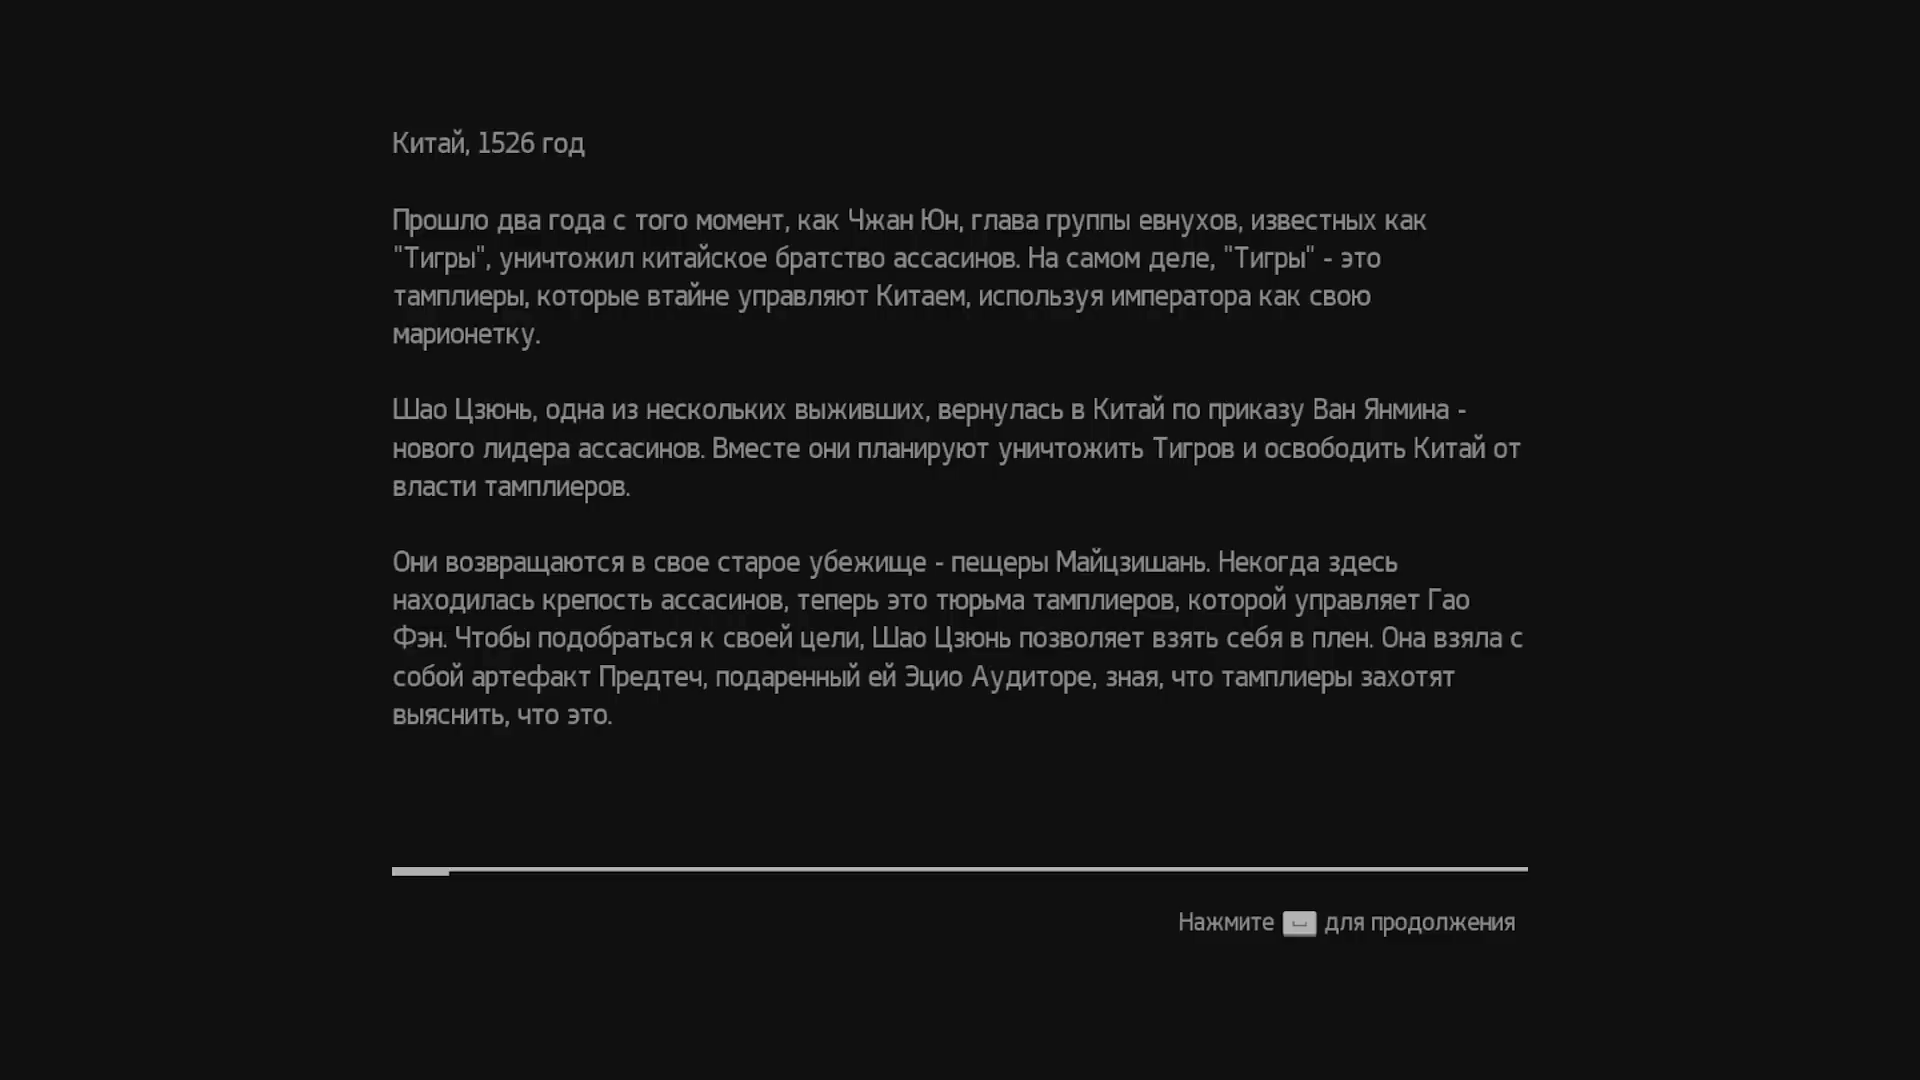 Китай, 1526 год
Прошло два года с того момент, как Чжан Юн, глава группы евнухов, известных как
"Тигры", уничтожил китайское братство ассасинов. На самом деле, "Тигры" - это
тамплиеры, которые втайне управляют Китаем, используя императора как свою
марионетку.
Шао Цзюнь, одна из нескольких выживших, вернулась в Китай по приказу Ван Янмина -
нового лидера ассасинов. Вместе они планируют уничтожить Тигров и освободить Китай от
власти тамплиеров.
Они возвращаются в свое старое убежище - пещеры Майцзишань. Некогда здесь
находилась крепость ассасинов, теперь это тюрьма тамплиеров, которой управляет Гао
Фэн. Чтобы подобраться к своей цели, Шао Цзюнь позволяет взять себя в плен. Она взяла с
собой артефакт Предтеч, подаренный ей Эцио Аудиторе, зная, что тамплиеры захотят
выяснить, что это.
Нажмите для продолжения